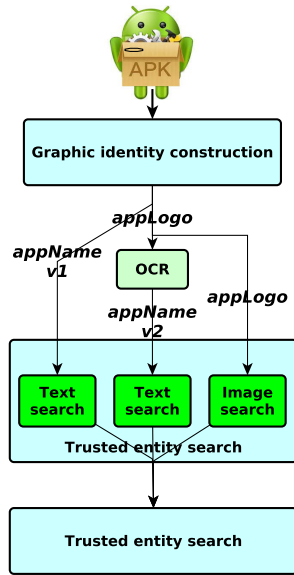 APK
Graphic identity construction
appLogo
appName
v1
OCR
appName
v2
appLogo
Text
search
Text
search
Image
search
Trusted entity search
Trusted entity search